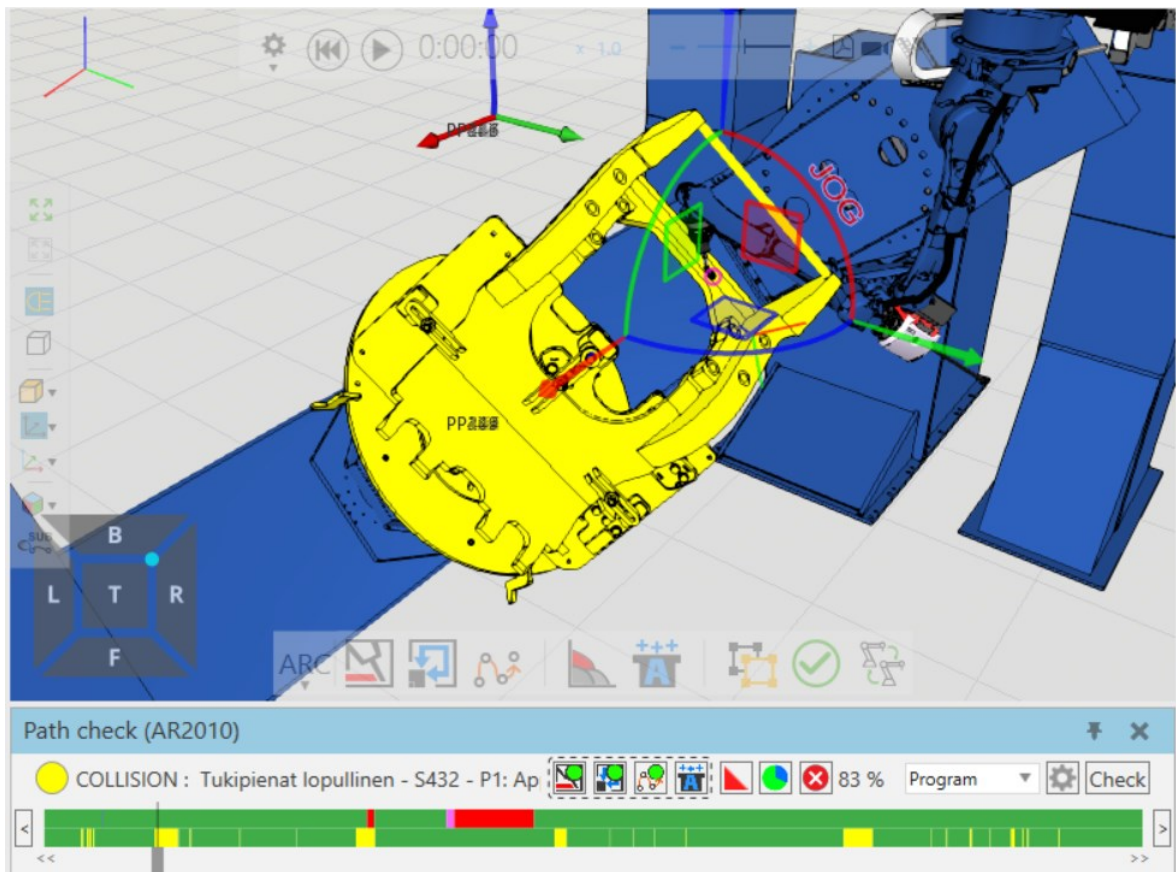 0:00:00
x 1.0
JOG
SUB
B
L T R
F
ARC
A
Path check (AR2010)
COLLISION : Tukipienat lopullinen - S432 - P1: Ap
A
83 %
Program
Check
< >
<< >>